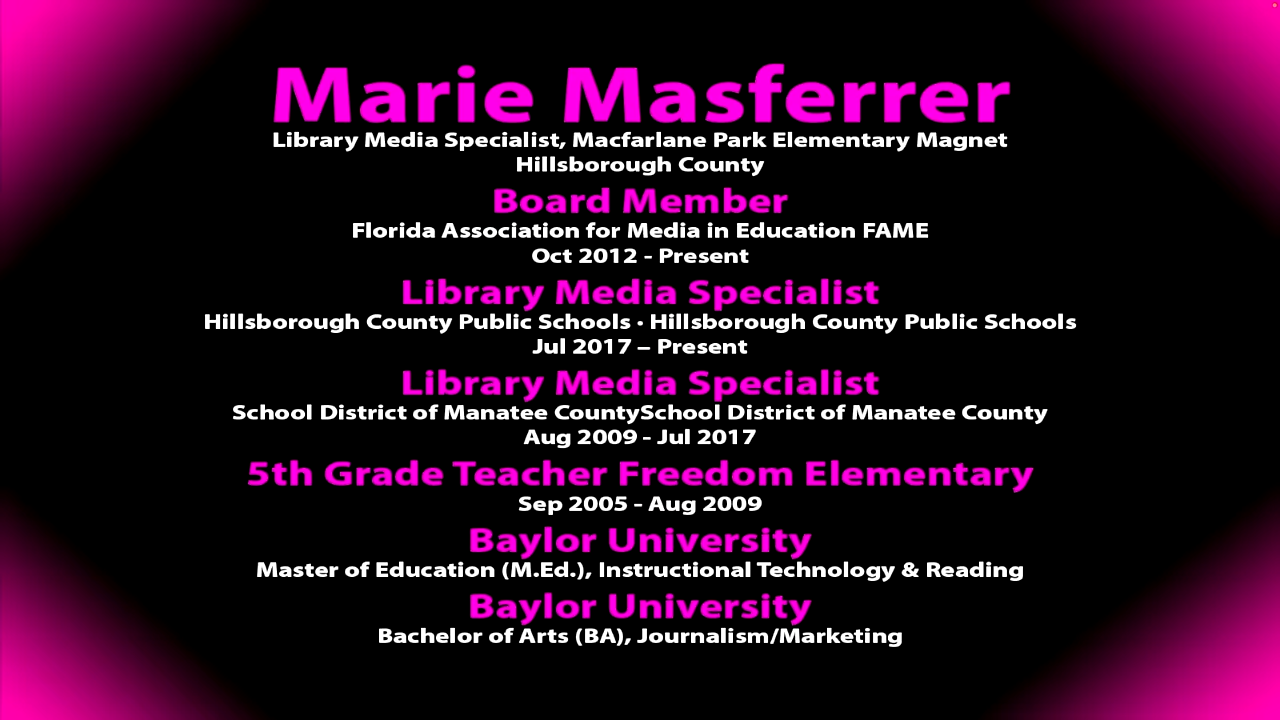 Marie Masferrer
Library Media Specialist, Macfarlane Park Elementary Magnet
Hillsborough County
Board Member
Florida Association for Media in Education FAME
Oct 2012 - Present
Library Media Specialist
Hillsborough County Public Schools · Hillsborough County Public Schools
Jul 2017 – Present
Library Media Specialist
School District of Manatee CountySchool District of Manatee County
Aug 2009 - Jul 2017
5th Grade Teacher Freedom Elementary
Sep 2005 - Aug 2009
Baylor University
Master of Education (M.Ed.), Instructional Technology & Reading
Baylor University
Bachelor of Arts (BA), Journalism/Marketing